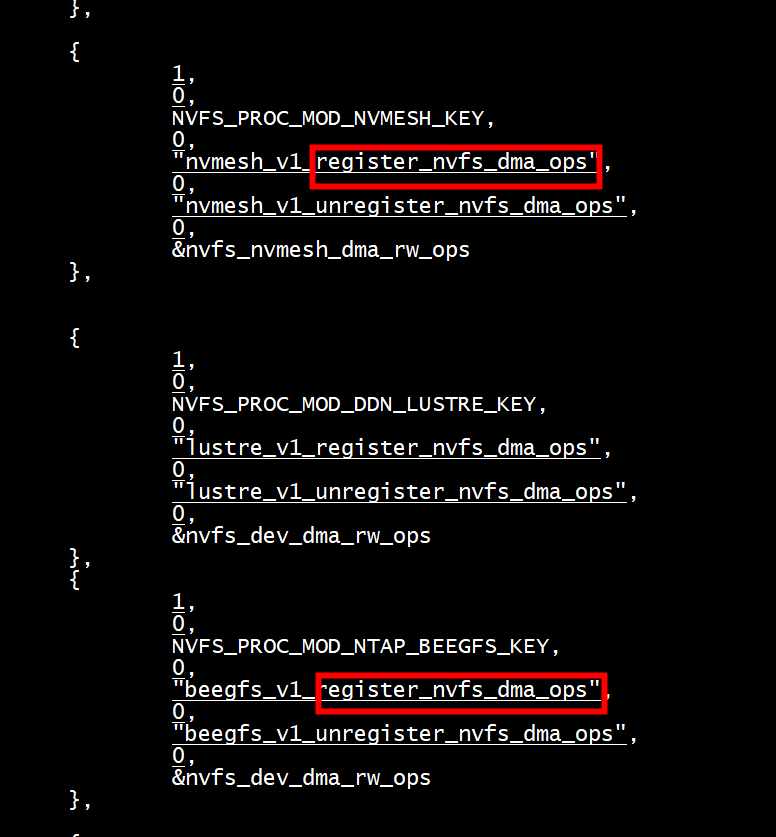 },
{
1,
0,
NVFS_PROC_MOD_NVMESH_KEY,
0,
"nvmesh_v1_register_nvfs_dma_ops",
0,
"nvmesh_v1_unregister_nvfs_dma_ops",
0,
&nvfs_nvmesh_dma_rw_ops
},
{
1,
0,
NVFS_PROC_MOD_DDN_LUSTRE_KEY,
0,
"lustre_v1_register_nvfs_dma_ops",
0,
"lustre_v1_unregister_nvfs_dma_ops",
0,
&nvfs_dev_dma_rw_ops
},
{
1,
0,
NVFS_PROC_MOD_NTAP_BEEGFS_KEY,
0,
"beegfs_v1_register_nvfs_dma_ops",
0,
"beegfs_v1_unregister_nvfs_dma_ops",
0,
&nvfs_dev_dma_rw_ops
},
{